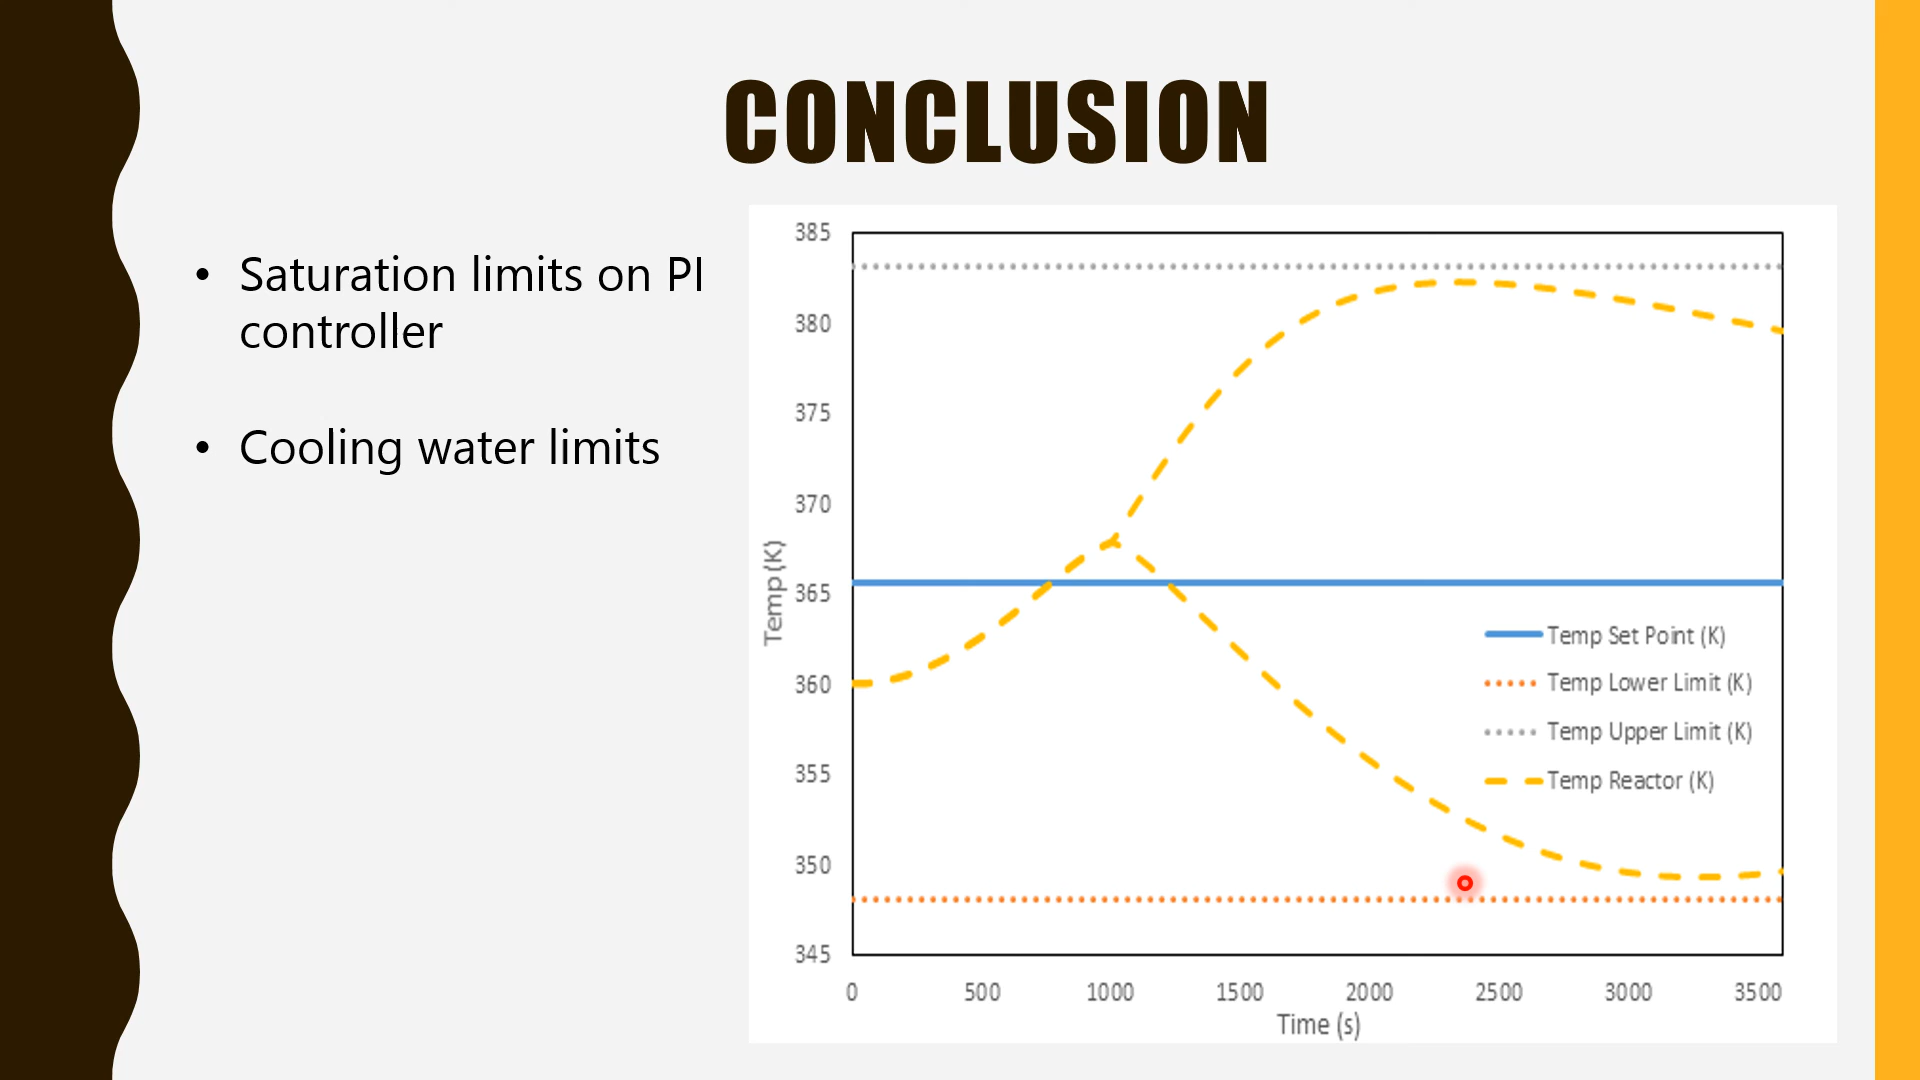 CONCLUSION
• Saturation limits on PI
controller
• Cooling water limits
385
380
375
370
365
360
355
350
345
Temp (K)
0 500 1000 1500 2000 2500 3000 3500
Time (s)
Temp Set Point (K)
Temp Lower Limit (K)
Temp Upper Limit (K)
Temp Reactor (K)